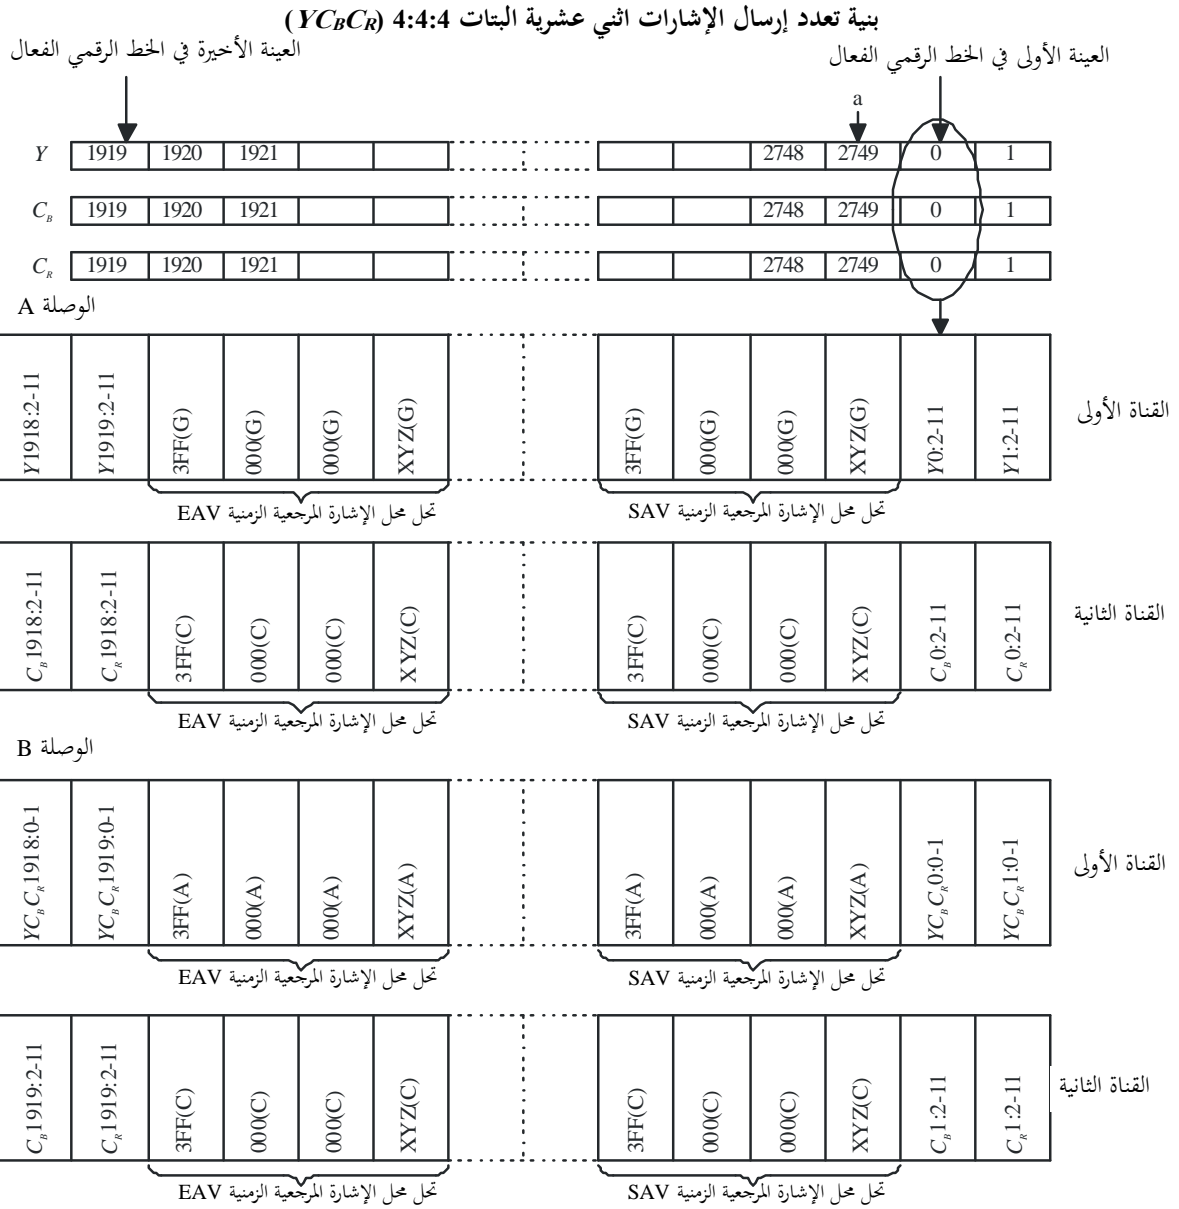 بنية تعدد إرسال الإشارات اثني عشرية البتات 4:4:4 (YCBCR)
العينة الأولى في الخط الرقمي الفعال
العينة الأخيرة في الخط الرقمي الفعال
a
Y 1919 1920 1921 2748 2749 0 1
CB 1919 1920 1921 2748 2749 0 1
CR 1919 1920 1921 2748 2749 0 1
الوصلة A
Y1918:2-11 Y1919:2-11 3FF(G) 000(G) 000(G) XYZ(G) 3FF(G) 000(G) 000(G) XYZ(G) Y0:2-11 Y1:2-11
القناة الأولى
تحل محل الإشارة المرجعية الزمنية EAV
تحل محل الإشارة المرجعية الزمنية SAV
CB1918:2-11 CR1918:2-11 3FF(C) 000(C) 000(C) XYZ(C) 3FF(C) 000(C) 000(C) XYZ(C) CB0:2-11 CR0:2-11
القناة الثانية
تحل محل الإشارة المرجعية الزمنية EAV
تحل محل الإشارة المرجعية الزمنية SAV
الوصلة B
YCBCR1918:0-1 YCBCR1919:0-1 3FF(A) 000(A) 000(A) XYZ(A) 3FF(A) 000(A) 000(A) XYZ(A) YCBCR0:0-1 YCBCR1:0-1
القناة الأولى
تحل محل الإشارة المرجعية الزمنية EAV
تحل محل الإشارة المرجعية الزمنية SAV
CB1919:2-11 CR1919:2-11 3FF(C) 000(C) 000(C) XYZ(C) 3FF(C) 000(C) 000(C) XYZ(C) CB1:2-11 CR1:2-11
القناة الثانية
تحل محل الإشارة المرجعية الزمنية EAV
تحل محل الإشارة المرجعية الزمنية SAV